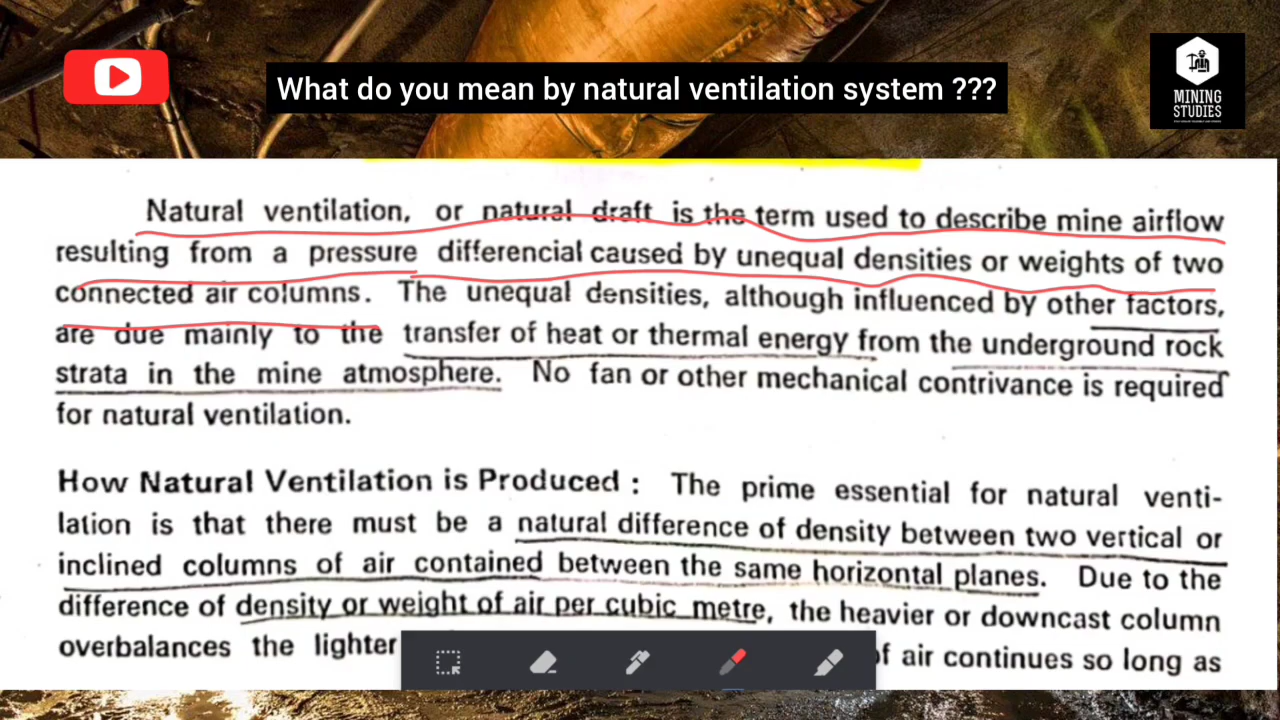 What do you mean by natural ventilation system ???
MINING
STUDIES
Natural ventilation, or natural draft is the term used to describe mine airflow
resulting from a pressure differencial caused by unequal densities or weights of two
connected air columns. The unequal densities, although influenced by other factors,
are due mainly to the transfer of heat or thermal energy from the underground rock
strata in the mine atmosphere. No fan or other mechanical contrivance is required
for natural ventilation.
How Natural Ventilation is Produced : The prime essential for natural venti-
lation is that there must be a natural difference of density between two vertical or
inclined columns of air contained between the same horizontal planes. Due to the
difference of density or weight of air per cubic metre, the heavier or downcast column
overbalances the lighter of air continues so long as